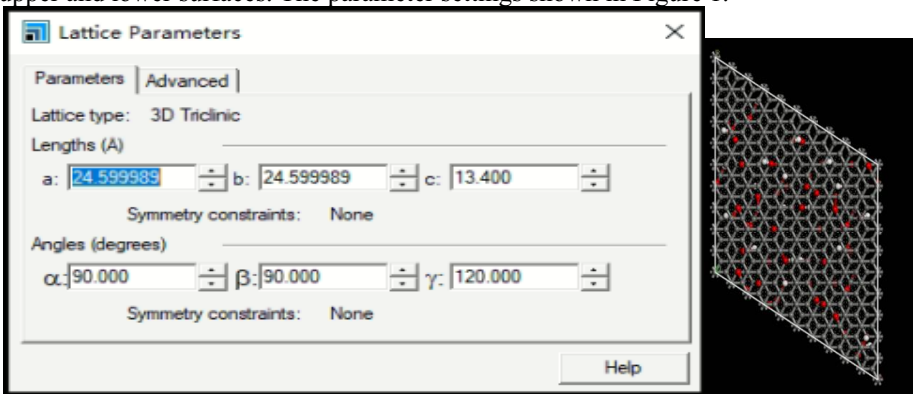 upper and lower surfaces. The parameter settings shown in Figure 1.
Lattice Parameters
Parameters Advanced
Lattice type: 3D Triclinic
Lengths (A)
a: 24.599989 b: 24.599989 c: 13.400
Symmetry constraints: None
Angles (degrees)
α: 90.000 β: 90.000 γ: 120.000
Symmetry constraints: None
Help